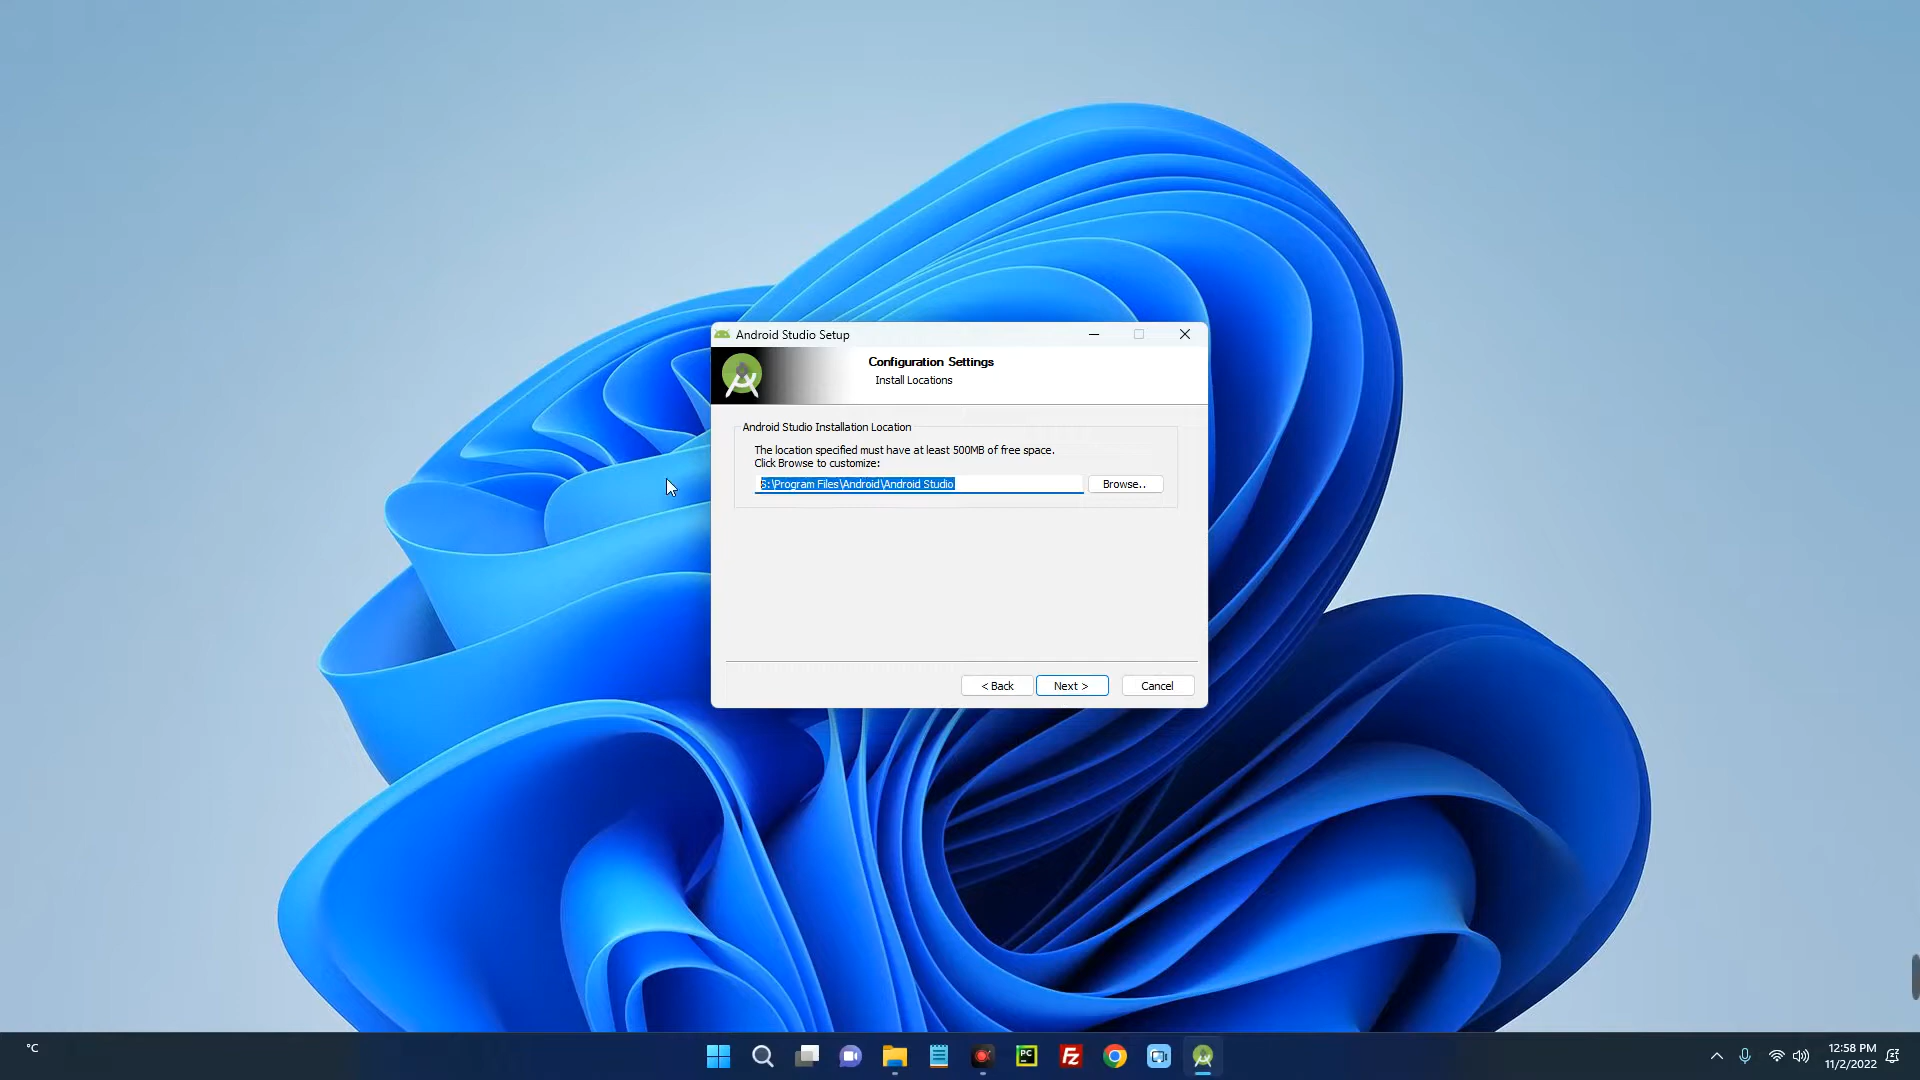 Android Studio Setup
Configuration Settings
Install Locations
Android Studio Installation Location
The location specified must have at least 500MB of free space.
Click Browse to customize:
S:\Program Files\Android\Android Studio
Browse..
< Back
Next >
Cancel
°C
PC
Fz
12:58 PM
11/2/2022